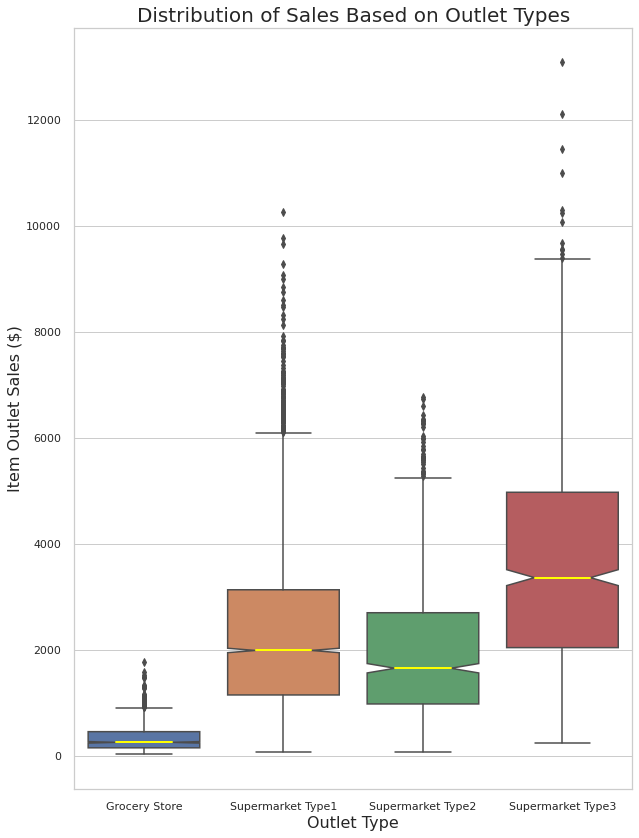 Distribution of Sales Based on Outlet Types
12000
10000
8000
6000
4000
2000
0
Item Outlet Sales ($)
Grocery Store Supermarket Type1 Supermarket Type2 Supermarket Type3
Outlet Type